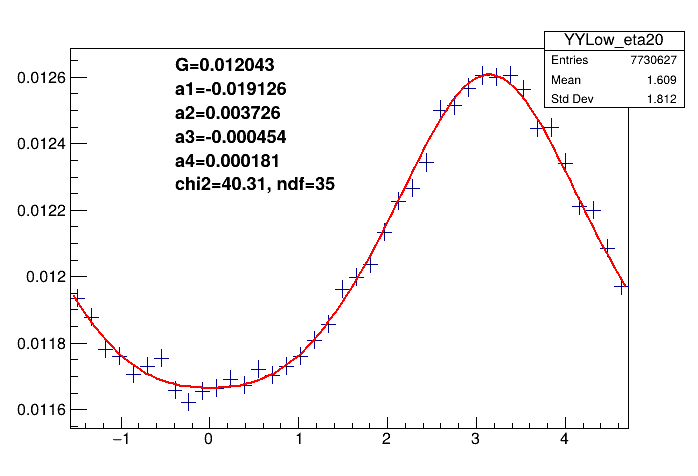 YYLow_eta20
Entries 7730627
Mean 1.609
Std Dev 1.812
G=0.012043
a1=-0.019126
a2=0.003726
a3=-0.000454
a4=0.000181
chi2=40.31, ndf=35
0.0126
0.0124
0.0122
0.012
0.0118
0.0116
−1 0 1 2 3 4